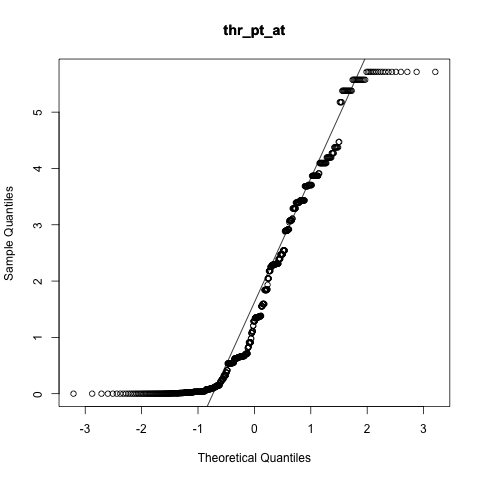 thr_pt_at
Sample Quantiles
5
4
3
2
1
0
-3 -2 -1 0 1 2 3
Theoretical Quantiles